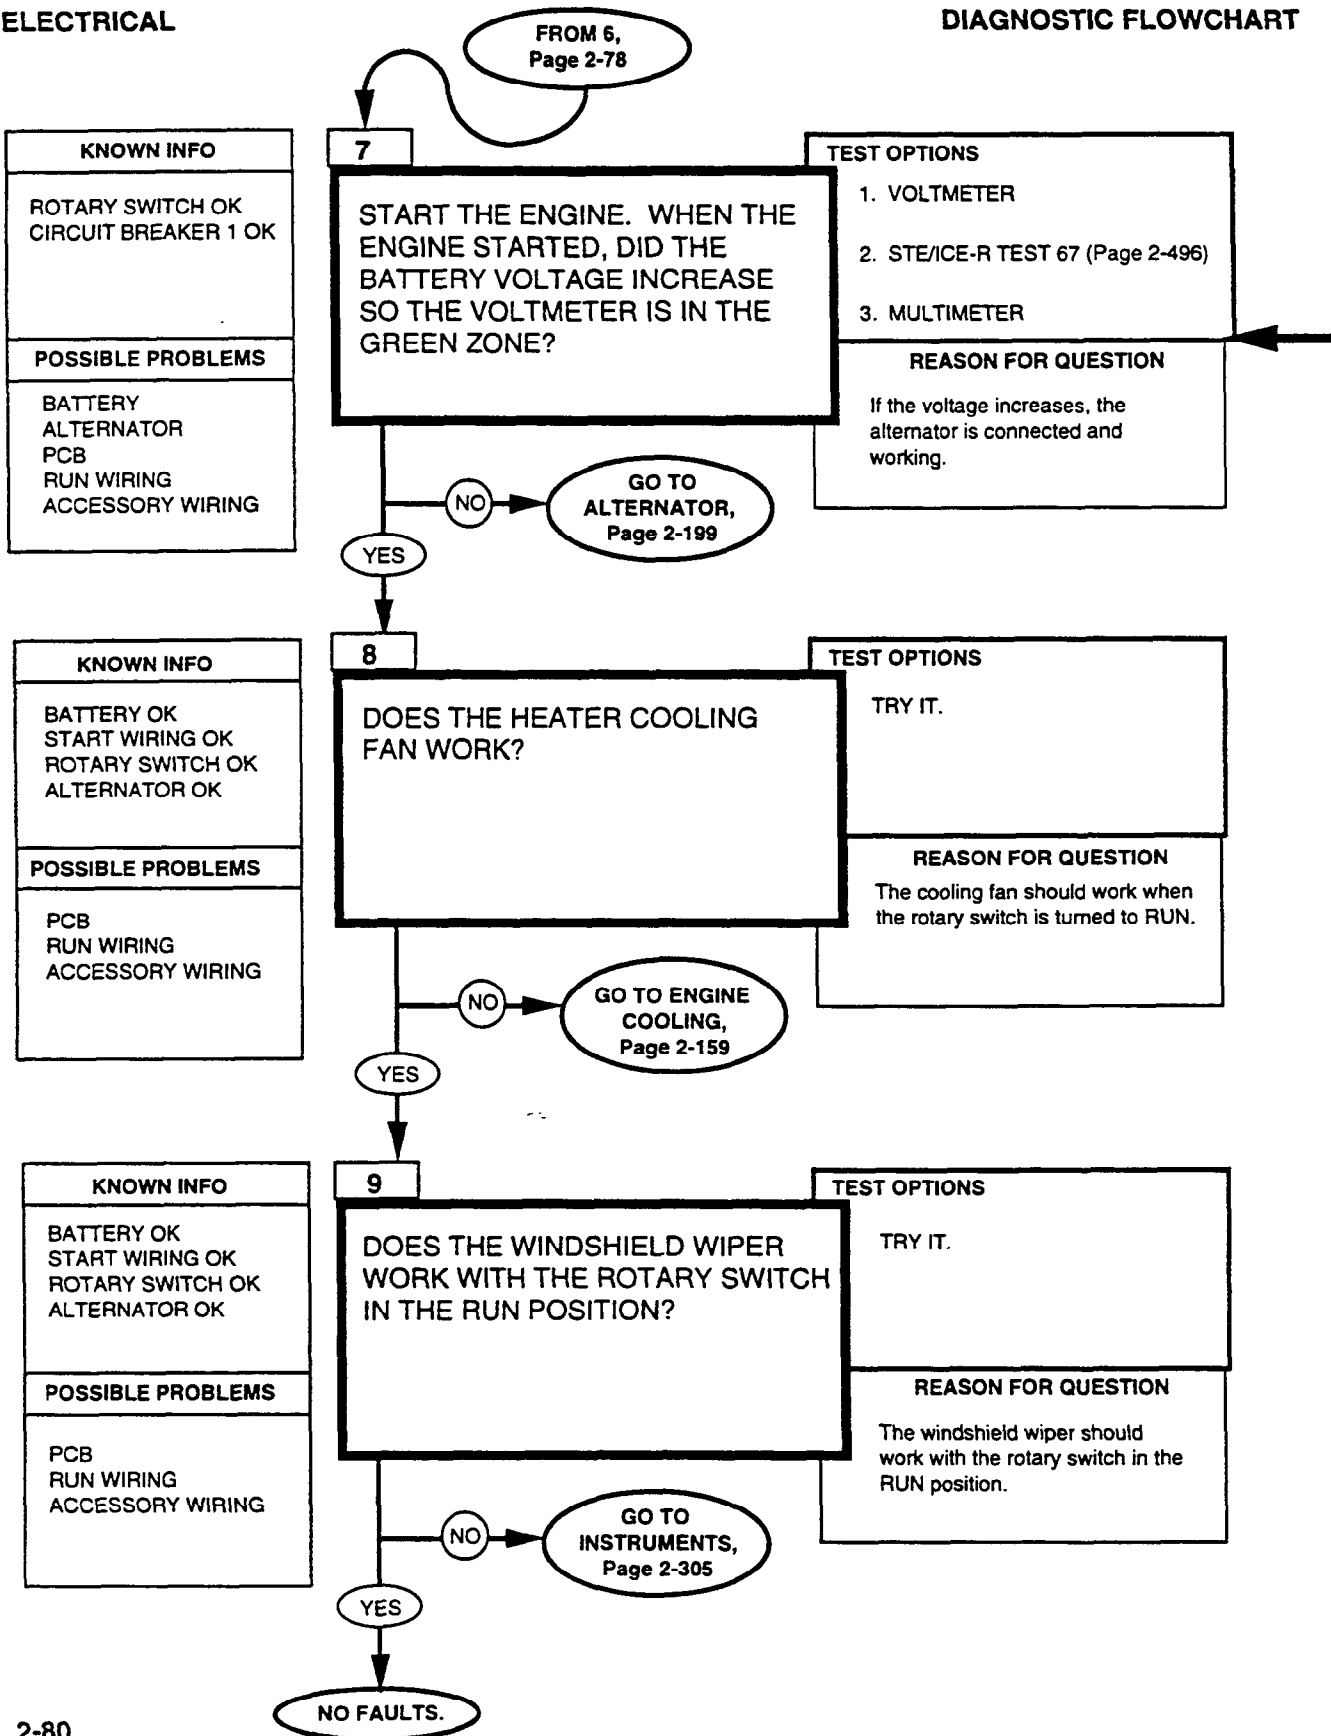 ELECTRICAL
DIAGNOSTIC FLOWCHART
FROM 6,
Page 2-78
KNOWN INFO
ROTARY SWITCH OK
CIRCUIT BREAKER 1 OK
POSSIBLE PROBLEMS
BATTERY
ALTERNATOR
PCB
RUN WIRING
ACCESSORY WIRING
7
START THE ENGINE. WHEN THE
ENGINE STARTED, DID THE
BATTERY VOLTAGE INCREASE
SO THE VOLTMETER IS IN THE
GREEN ZONE?
TEST OPTIONS
1. VOLTMETER
2. STE/ICE-R TEST 67 (Page 2-496)
3. MULTIMETER
REASON FOR QUESTION
If the voltage increases, the
alternator is connected and
working.
NO
GO TO
ALTERNATOR,
Page 2-199
YES
KNOWN INFO
BATTERY OK
START WIRING OK
ROTARY SWITCH OK
ALTERNATOR OK
POSSIBLE PROBLEMS
PCB
RUN WIRING
ACCESSORY WIRING
8
DOES THE HEATER COOLING
FAN WORK?
TEST OPTIONS
TRY IT.
REASON FOR QUESTION
The cooling fan should work when
the rotary switch is turned to RUN.
NO
GO TO ENGINE
COOLING,
Page 2-159
YES
KNOWN INFO
BATTERY OK
START WIRING OK
ROTARY SWITCH OK
ALTERNATOR OK
POSSIBLE PROBLEMS
PCB
RUN WIRING
ACCESSORY WIRING
9
DOES THE WINDSHIELD WIPER
WORK WITH THE ROTARY SWITCH
IN THE RUN POSITION?
TEST OPTIONS
TRY IT.
REASON FOR QUESTION
The windshield wiper should
work with the rotary switch in the
RUN position.
NO
GO TO
INSTRUMENTS,
Page 2-305
YES
NO FAULTS.
2-80